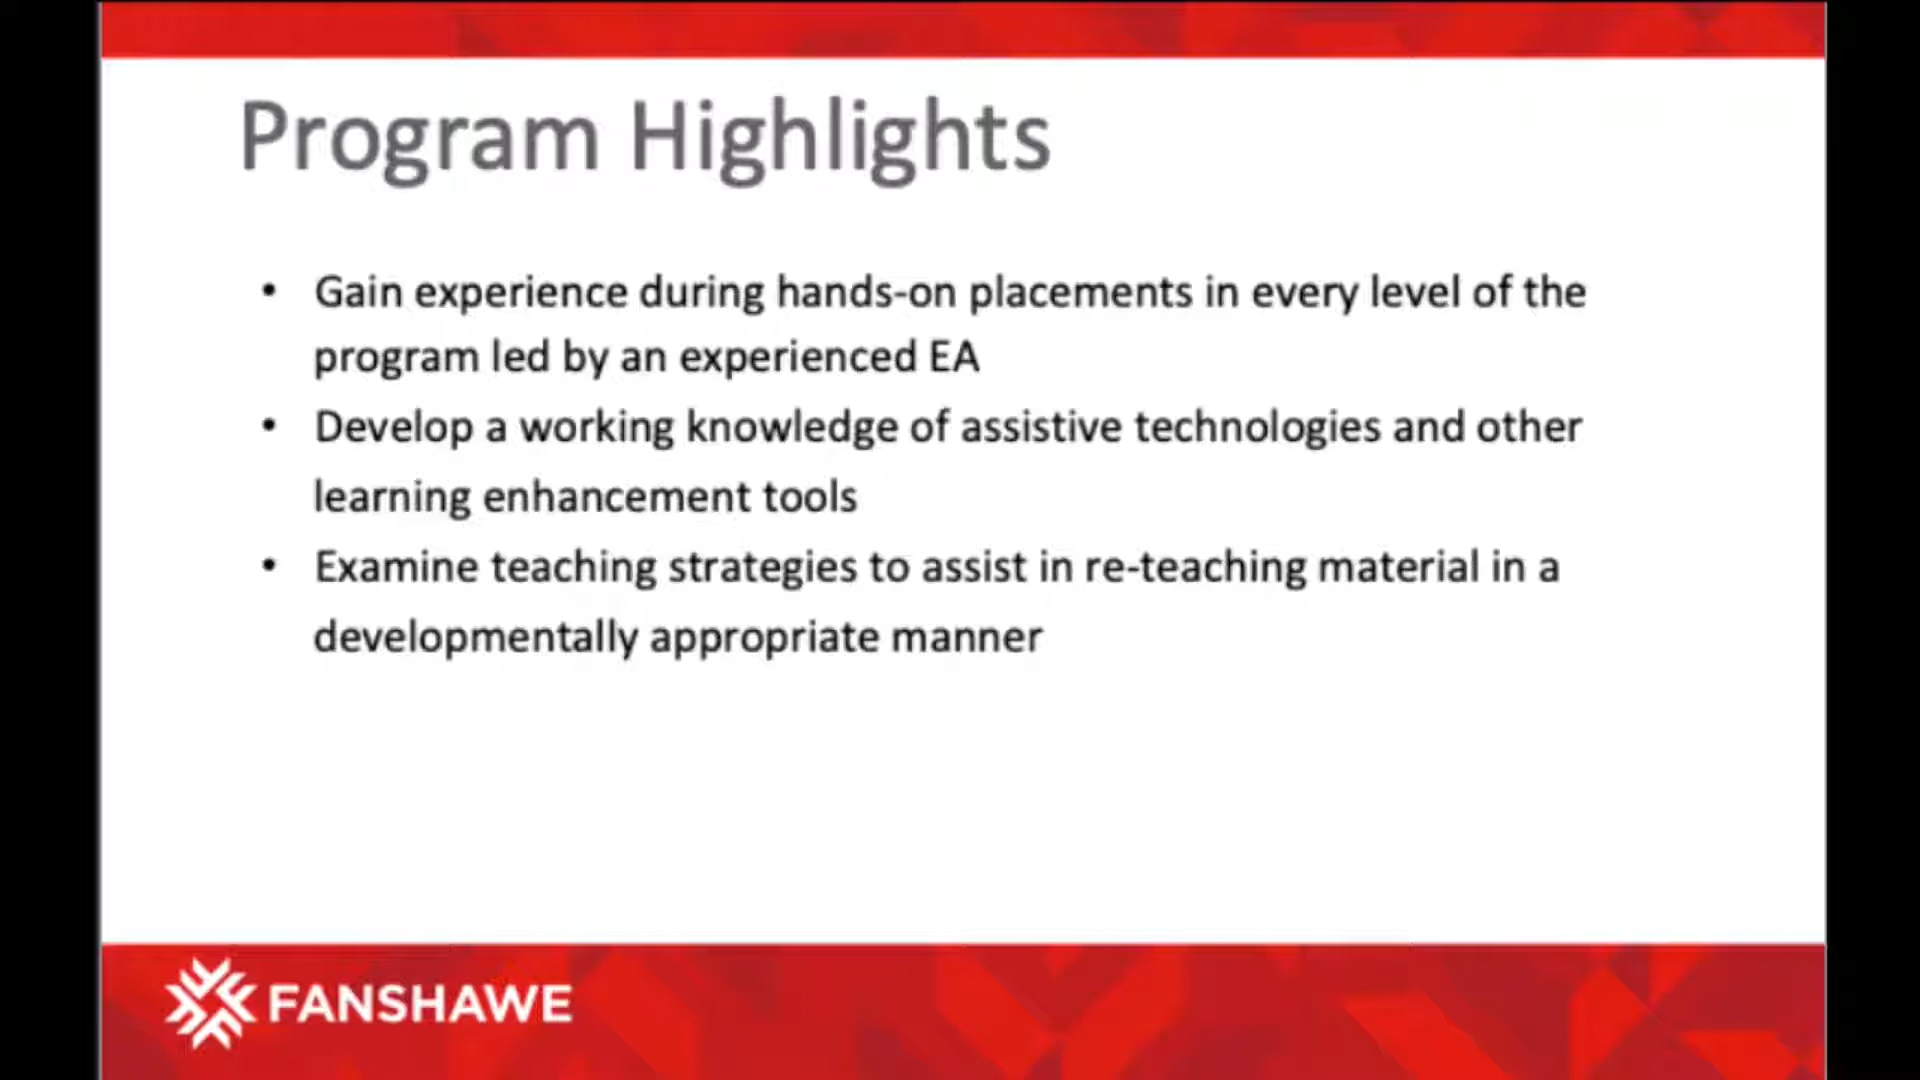 Program Highlights
• Gain experience during hands-on placements in every level of the
program led by an experienced EA
• Develop a working knowledge of assistive technologies and other
learning enhancement tools
• Examine teaching strategies to assist in re-teaching material in a
developmentally appropriate manner
FANSHAWE